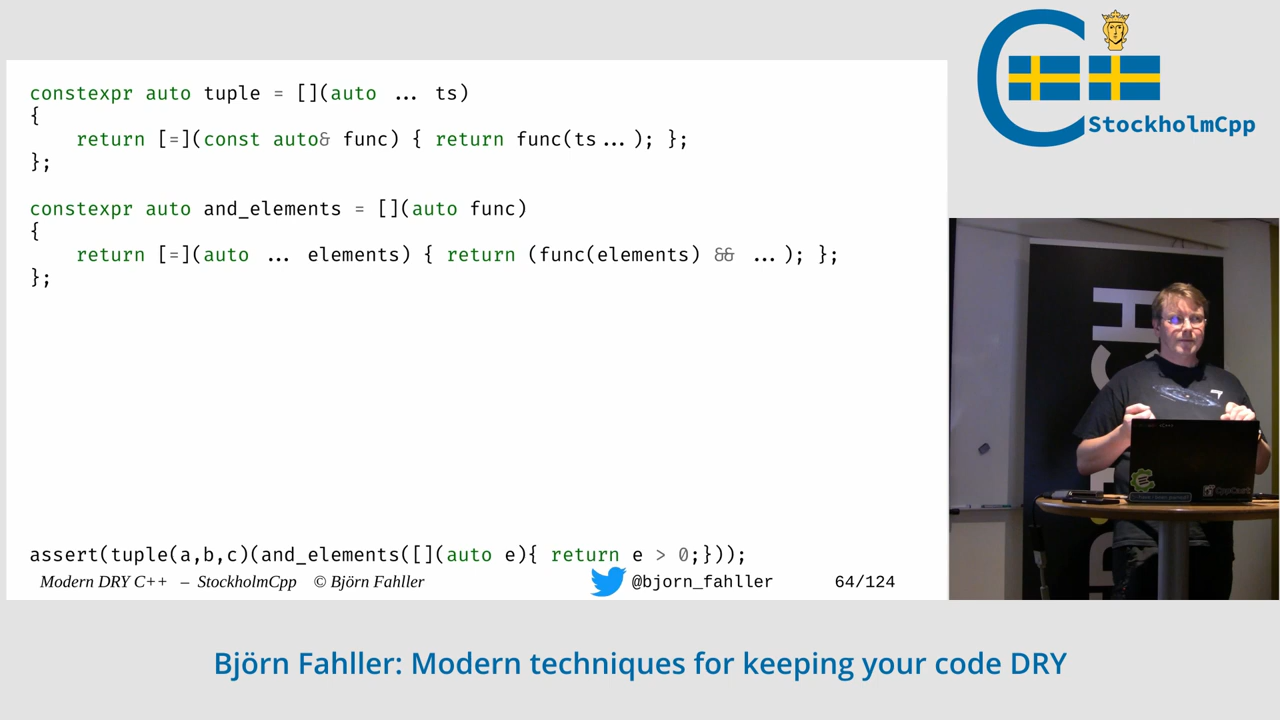 constexpr auto tuple = [](auto ... ts)
{
    return [=](const auto& func) { return func(ts...); };
};
constexpr auto and_elements = [](auto func)
{
    return [=](auto ... elements) { return (func(elements) && ...); };
};
assert(tuple(a,b,c)(and_elements([](auto e){ return e > 0;})));
Modern DRY C++ – StockholmCpp © Björn Fahller @bjorn_fahller 64/124
StockholmCpp
CppCast
Björn Fahller: Modern techniques for keeping your code DRY